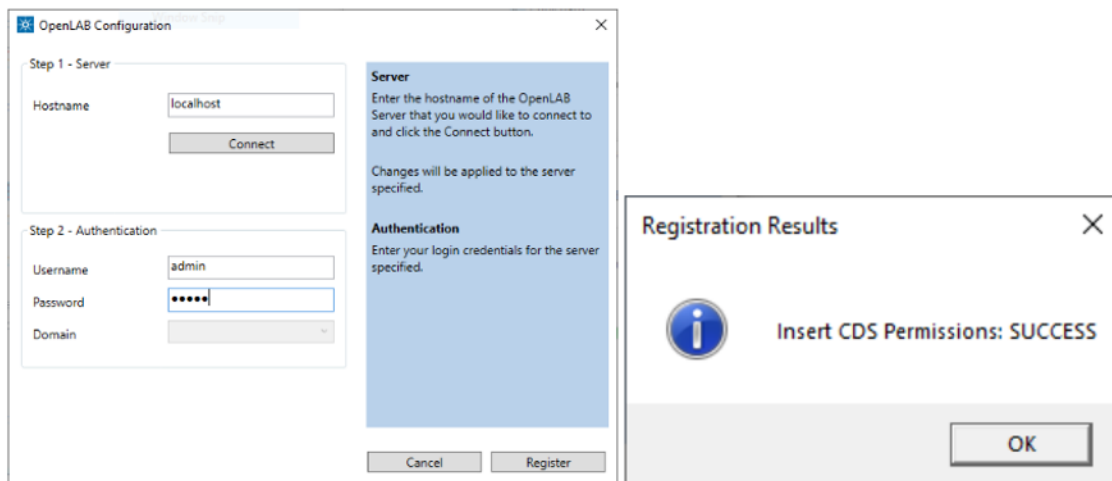 OpenLAB Configuration
Step 1 - Server
Hostname
localhost
Connect
Step 2 - Authentication
Username
admin
Password
•••••
Domain
Server
Enter the hostname of the OpenLAB
Server that you would like to connect to
and click the Connect button.
Changes will be applied to the server
specified.
Authentication
Enter your login credentials for the server
specified.
Cancel
Register
Registration Results
Insert CDS Permissions: SUCCESS
OK